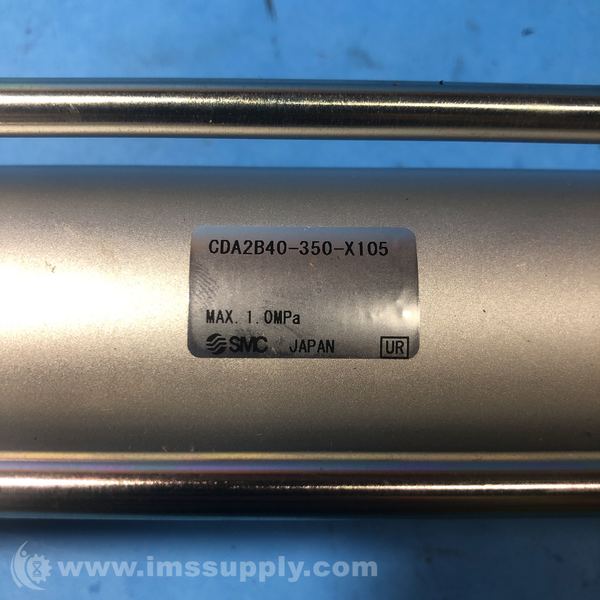 CDA2B40-350-X105
MAX. 1.0MPa
SMC JAPAN UR
www.imssupply.com